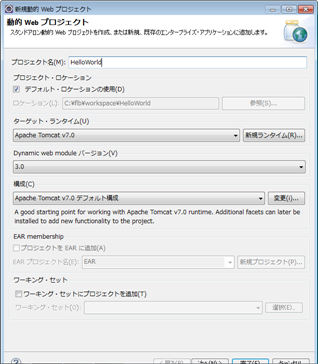 新規動的 Web プロジェクト
動的 Web プロジェクト
スタンドアロン動的 Web プロジェクトを作成、または新規、既存のエンタープライズ・アプリケーションに追加します。
プロジェクト名(M): HelloWorld
プロジェクト・ロケーション
デフォルト・ロケーションの使用(D)
ロケーション(L): C:¥fb¥workspace¥HelloWorld 参照(S)...
ターゲット・ランタイム(U)
Apache Tomcat v7.0 新規ランタイム(R)...
Dynamic web module バージョン(V)
3.0
構成(C)
Apache Tomcat v7.0 デフォルト構成 変更(i)...
A good starting point for working with Apache Tomcat v7.0 runtime. Additional facets can later be
installed to add new functionality to the project.
EAR membership
プロジェクトを EAR に追加(A)
EAR プロジェクト名(E): EAR 新規プロジェクト(P)...
ワーキング・セット
ワーキング・セットにプロジェクトを追加(T)
ワーキング・セット(O): 選択(E)...